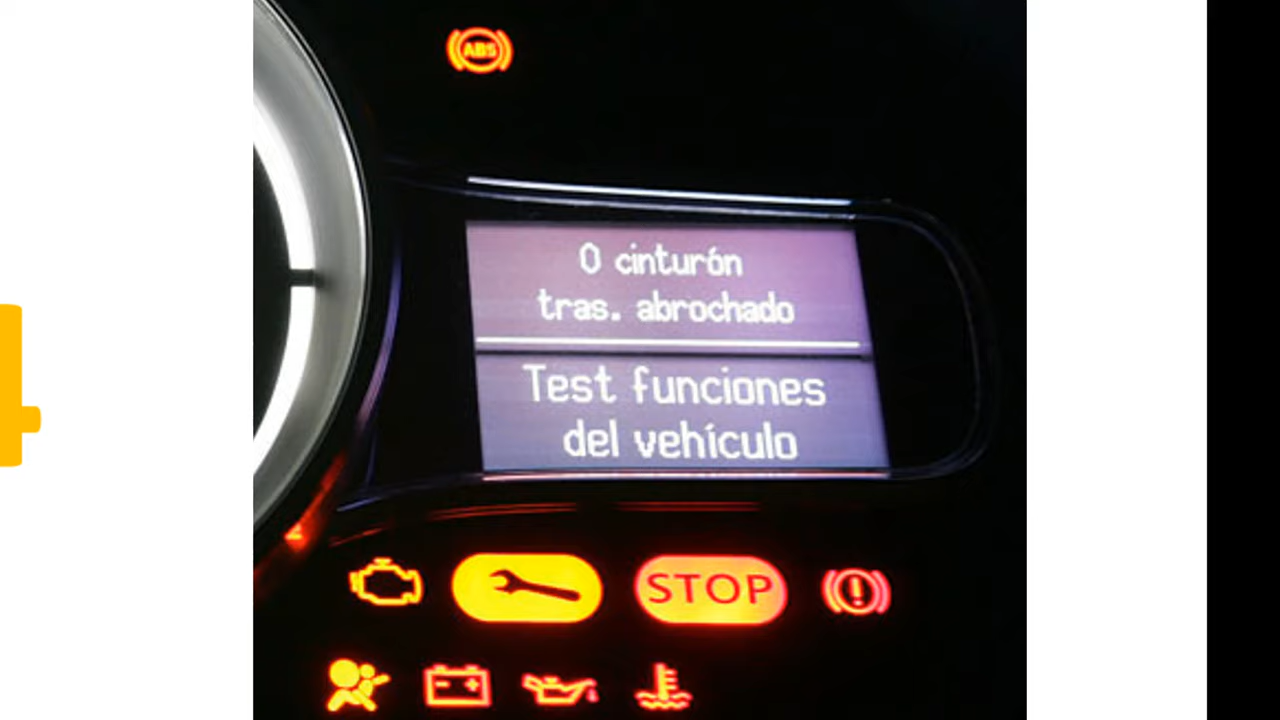 ABS
0 cinturón
tras. abrochado
Test funciones
del vehículo
STOP